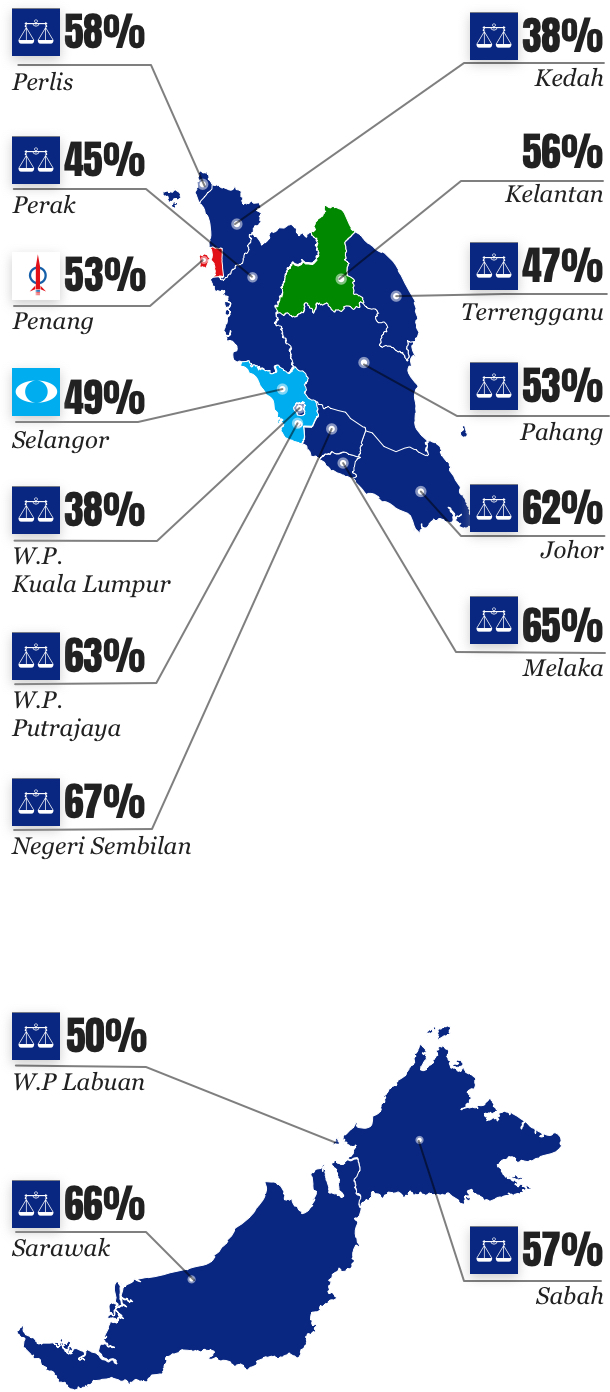 58%
Perlis
38%
Kedah
45%
Perak
56%
Kelantan
53%
Penang
47%
Terrengganu
49%
Selangor
53%
Pahang
38%
W.P.
Kuala Lumpur
62%
Johor
63%
W.P.
Putrajaya
65%
Melaka
67%
Negeri Sembilan
50%
W.P Labuan
66%
Sarawak
57%
Sabah